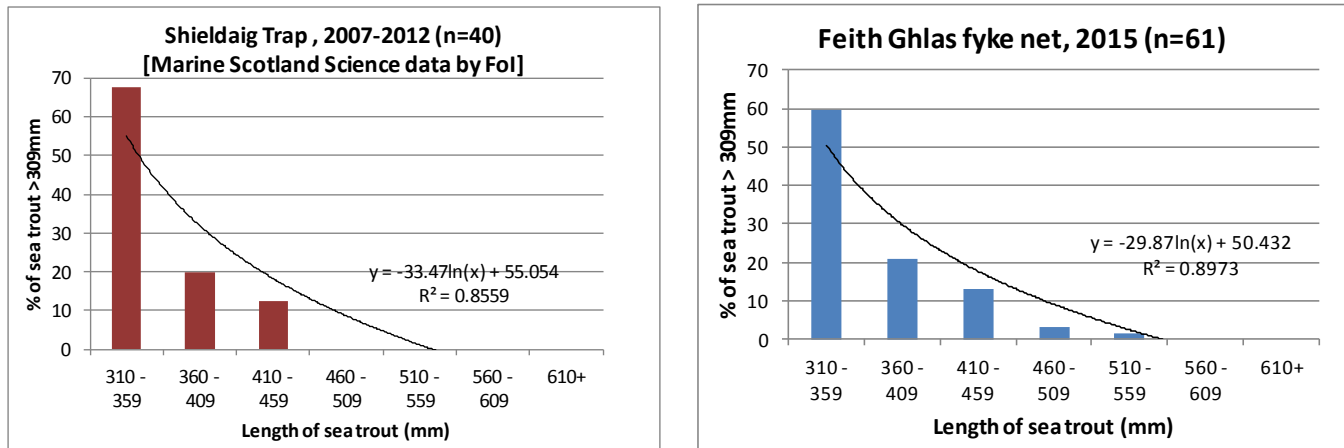 Shieldaig Trap , 2007-2012 (n=40)
[Marine Scotland Science data by FoI]
% of sea trout >309mm
70
60
50
40
30
20
10
0
y = -33.47ln(x) + 55.054
R² = 0.8559
310 - 360 - 410 - 460 - 510 - 560 - 610+
359 409 459 509 559 609
Length of sea trout (mm)
Feith Ghlas fyke net, 2015 (n=61)
% of sea trout > 309mm
70
60
50
40
30
20
10
0
y = -29.87ln(x) + 50.432
R² = 0.8973
310 - 360 - 410 - 460 - 510 - 560 - 610+
359 409 459 509 559 609
Length of sea trout (mm)